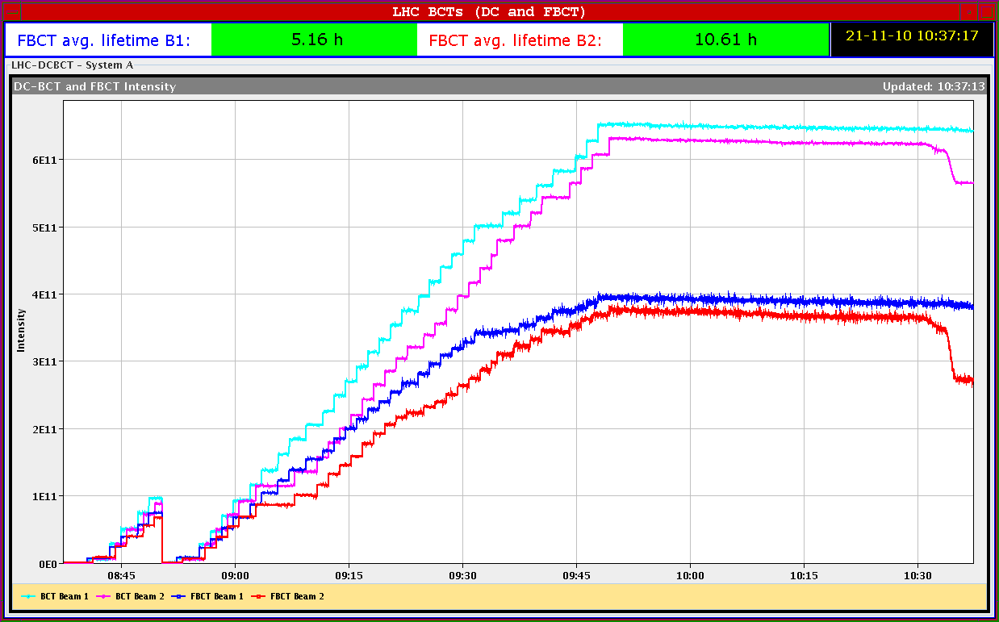 LHC BCTs (DC and FBCT)
FBCT avg. lifetime B1: 5.16 h FBCT avg. lifetime B2: 10.61 h 21-11-10 10:37:17
LHC-DCBCT - System A
DC-BCT and FBCT Intensity Updated: 10:37:13
6E11
5E11
4E11
Intensity
3E11
2E11
1E11
0E0
08:45 09:00 09:15 09:30 09:45 10:00 10:15 10:30
BCT Beam 1 BCT Beam 2 FBCT Beam 1 FBCT Beam 2